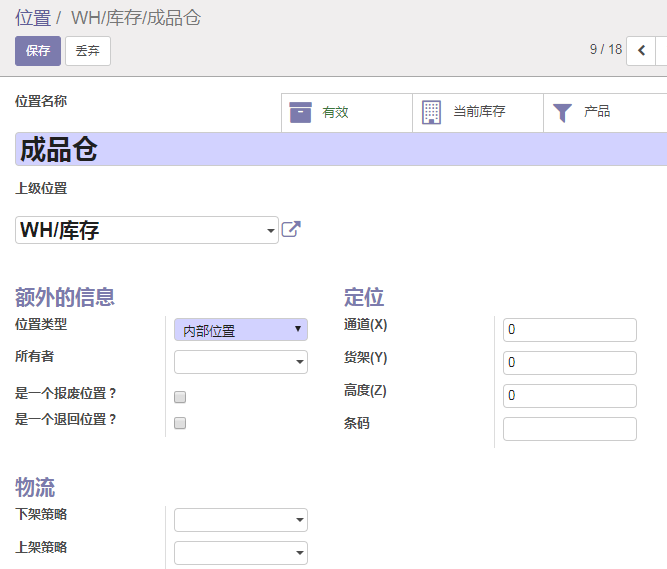 位置 / WH/库存/成品仓
保存 丢弃 9 / 18
位置名称
有效 当前库存 产品
成品仓
上级位置
WH/库存
额外的信息 定位
位置类型 内部位置 通道(X) 0
所有者 货架(Y) 0
是一个报废位置？ 高度(Z) 0
是一个退回位置？ 条码
物流
下架策略
上架策略